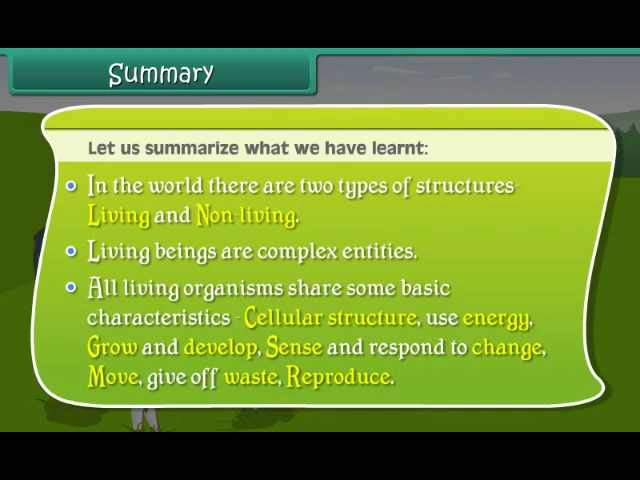 Summary
Let us summarize what we have learnt:
In the world there are two types of structures-
Living and Non-living.
Living beings are complex entities.
All living organisms share some basic
characteristics - Cellular structure, use energy,
Grow and develop, Sense and respond to change,
Move, give off waste, Reproduce.